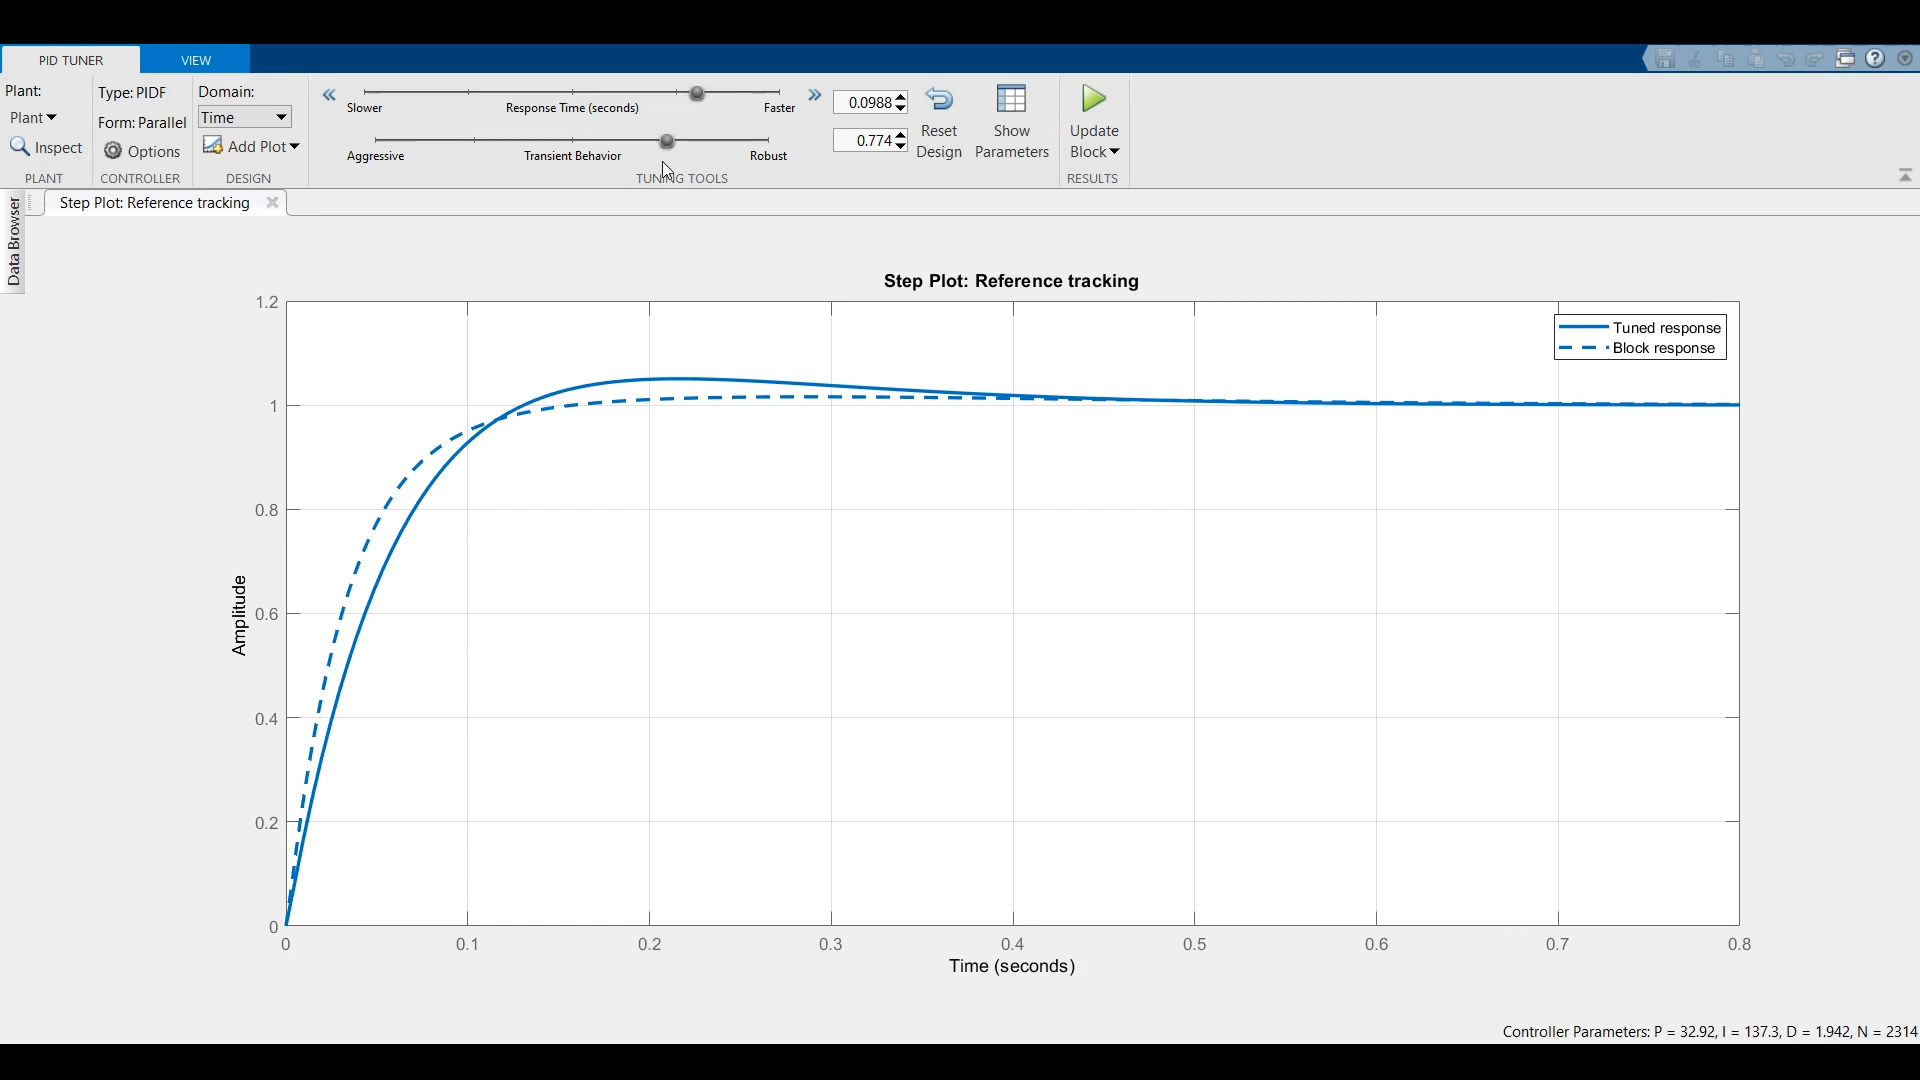 PID TUNER
VIEW
Plant:
Plant
Inspect
PLANT
Type: PIDF
Form: Parallel
Options
CONTROLLER
Domain:
Time
Add Plot
DESIGN
Slower
Response Time (seconds)
Faster
0.0988
Aggressive
Transient Behavior
Robust
0.774
TUNING TOOLS
Reset
Design
Show
Parameters
Update
Block
RESULTS
Data Browser
Step Plot: Reference tracking
Step Plot: Reference tracking
Tuned response
Block response
1.2
1
0.8
0.6
0.4
0.2
0
Amplitude
0 0.1 0.2 0.3 0.4 0.5 0.6 0.7 0.8
Time (seconds)
Controller Parameters: P = 32.92, I = 137.3, D = 1.942, N = 2314